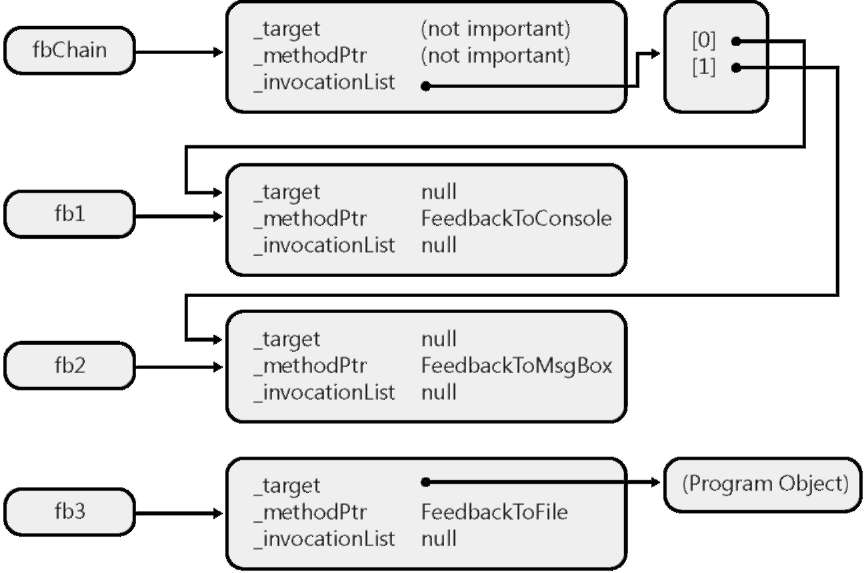 fbChain
_target (not important)
_methodPtr (not important)
_invocationList
[0]
[1]
fb1
_target null
_methodPtr FeedbackToConsole
_invocationList null
fb2
_target null
_methodPtr FeedbackToMsgBox
_invocationList null
fb3
_target
_methodPtr FeedbackToFile
_invocationList null
(Program Object)